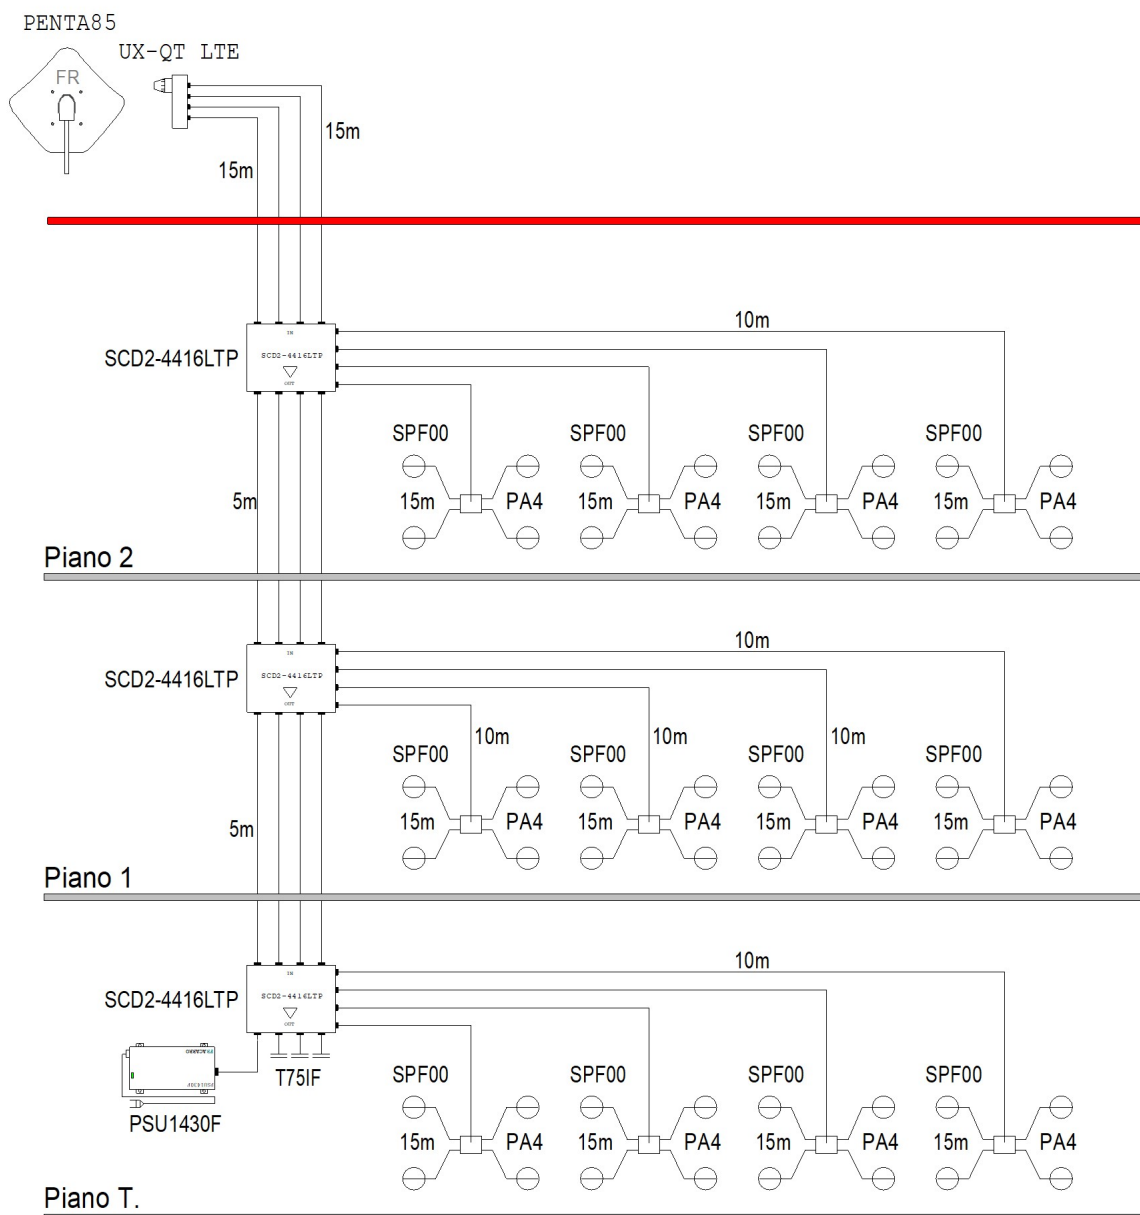 PENTA85
UX-QT LTE
FR
15m
15m
10m
IN
SCD2-4416LTP
SCD2-4416LTP
OUT
SPF00
SPF00
SPF00
SPF00
5m
15m
PA4
15m
PA4
15m
PA4
15m
PA4
Piano 2
10m
IN
SCD2-4416LTP
SCD2-4416LTP
OUT
10m
10m
10m
SPF00
SPF00
SPF00
SPF00
5m
15m
PA4
15m
PA4
15m
PA4
15m
PA4
Piano 1
10m
IN
SCD2-4416LTP
SCD2-4416LTP
OUT
FRACARRO
PSU1430F
T75IF
SPF00
SPF00
SPF00
SPF00
PSU1430F
15m
PA4
15m
PA4
15m
PA4
15m
PA4
Piano T.